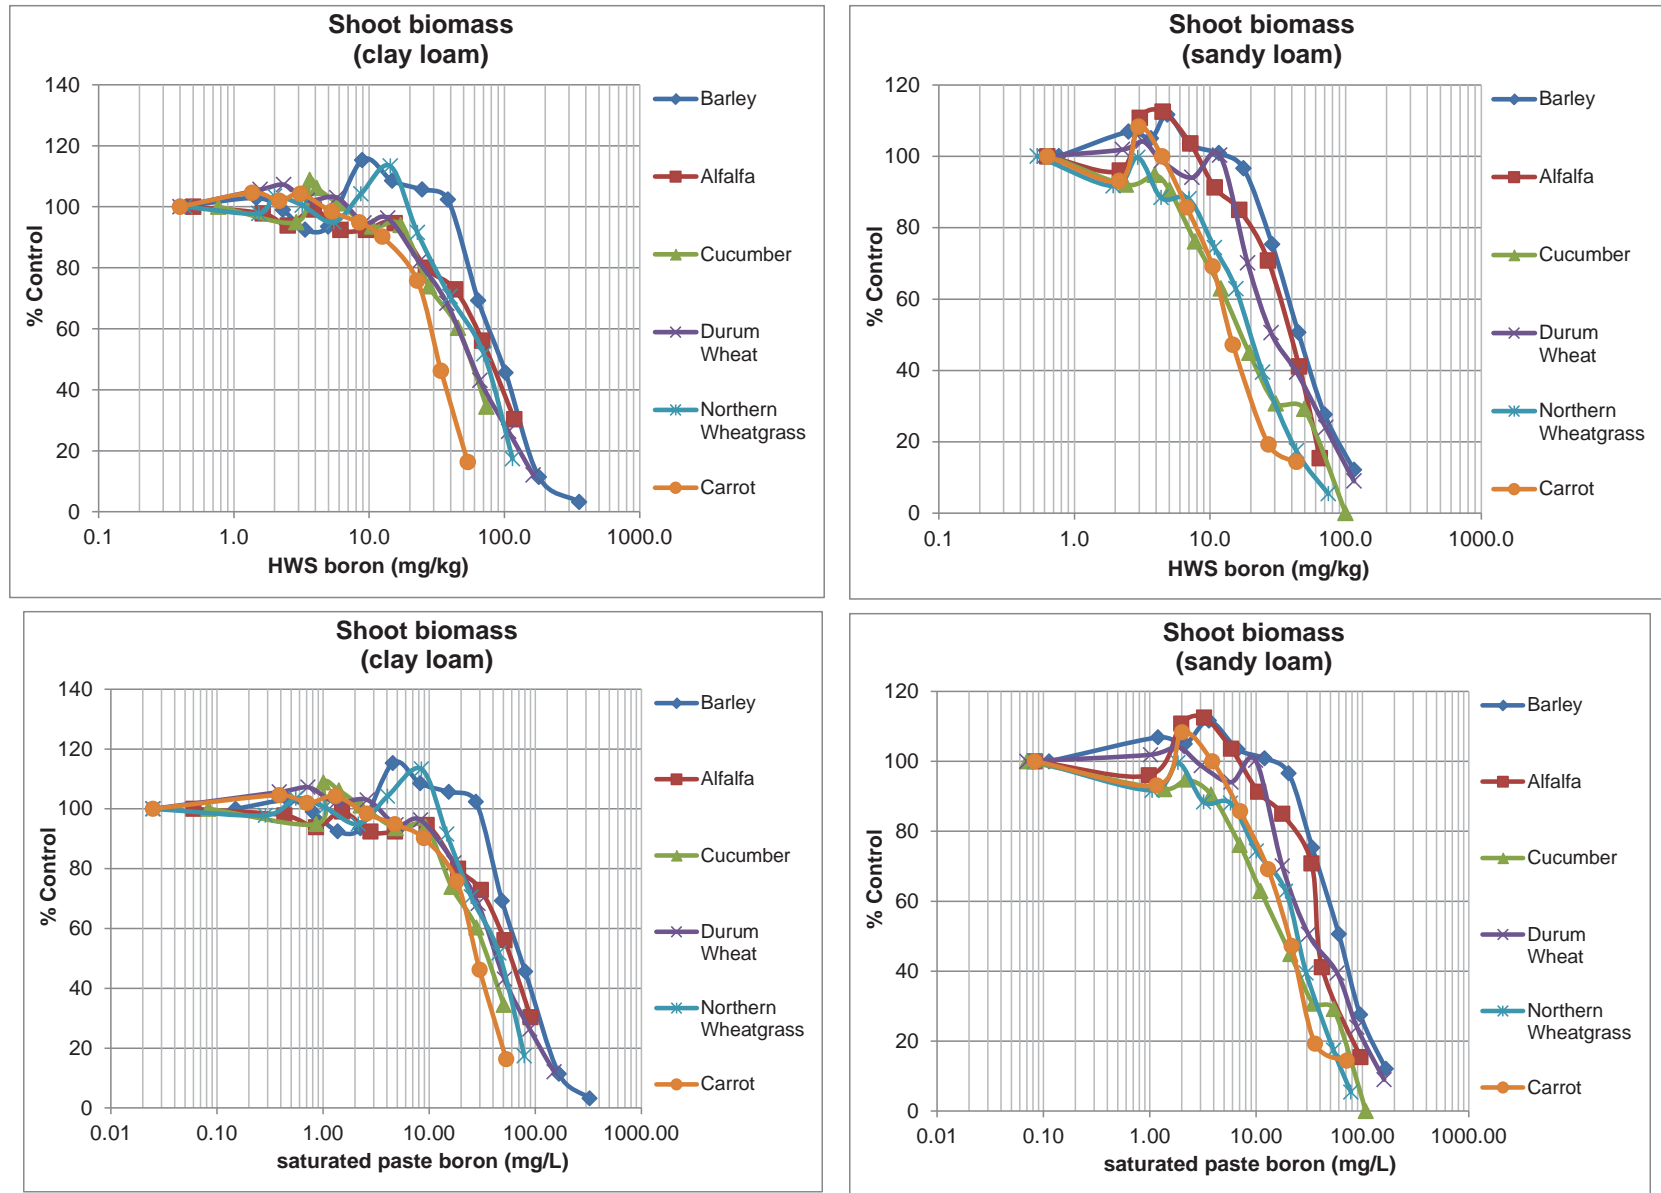 Shoot biomass
(clay loam)
140
120
100
80
60
40
20
0
% Control
0.1
1.0
10.0
100.0
1000.0
HWS boron (mg/kg)
Barley
Alfalfa
Cucumber
Durum
Wheat
Northern
Wheatgrass
Carrot
Shoot biomass
(sandy loam)
120
100
80
60
40
20
0
% Control
0.1
1.0
10.0
100.0
1000.0
HWS boron (mg/kg)
Barley
Alfalfa
Cucumber
Durum
Wheat
Northern
Wheatgrass
Carrot
Shoot biomass
(clay loam)
140
120
100
80
60
40
20
0
% Control
0.01
0.10
1.00
10.00
100.00
1000.00
saturated paste boron (mg/L)
Barley
Alfalfa
Cucumber
Durum
Wheat
Northern
Wheatgrass
Carrot
Shoot biomass
(sandy loam)
120
100
80
60
40
20
0
% Control
0.01
0.10
1.00
10.00
100.00
1000.00
saturated paste boron (mg/L)
Barley
Alfalfa
Cucumber
Durum
Wheat
Northern
Wheatgrass
Carrot